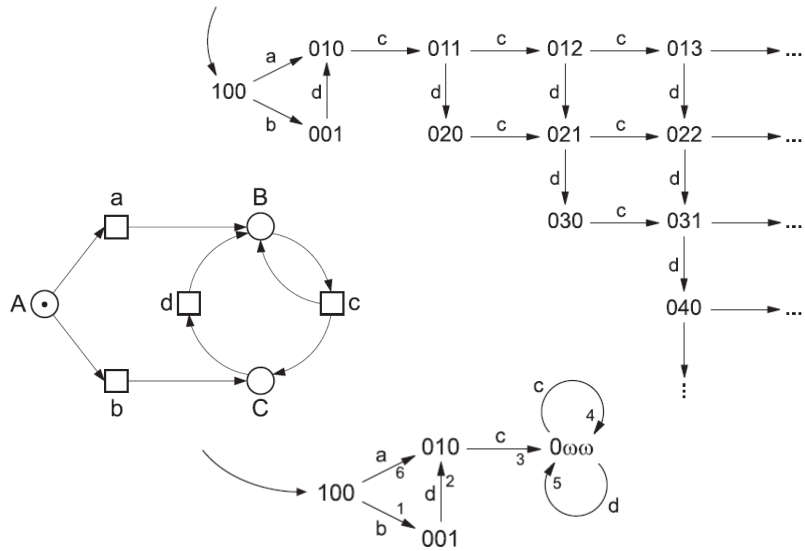 010 c 011 c 012 c 013 ...
a
100 d d d d
b
001 020 c 021 c 022 ...
d d
a B
030 c 031 ...
d
A d c
040 ...
b C
...
c
4
010 c 0ωω
a 3
6
100 d 2 5
1
b d
001